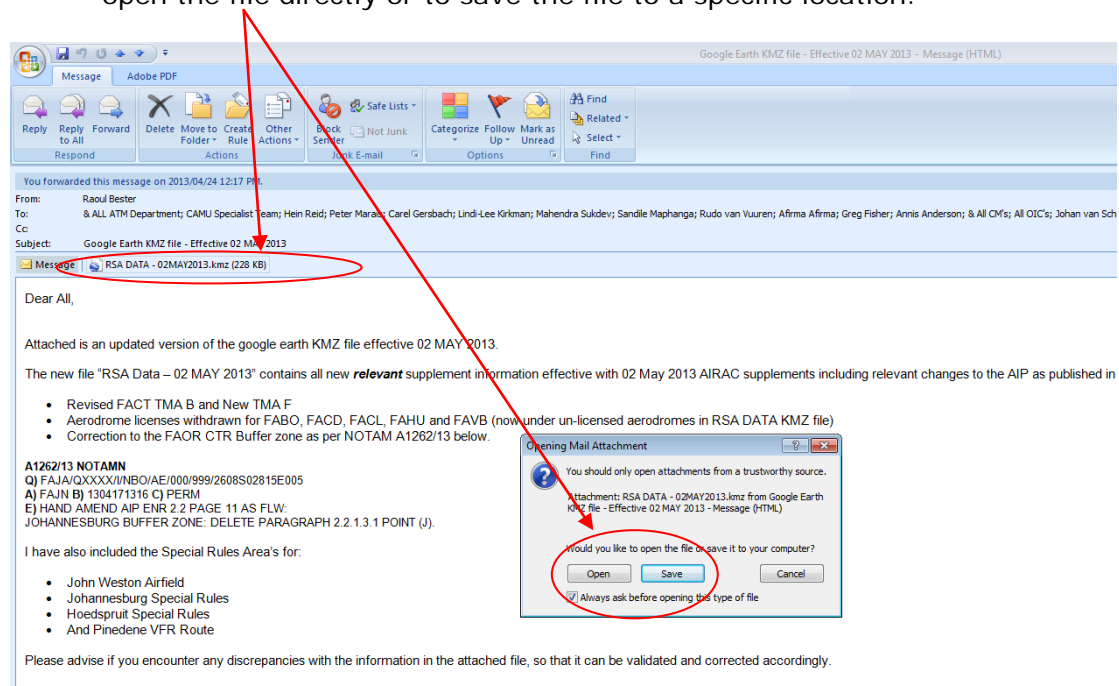 open the file directly or to save the file to a specific location.
Google Earth KMZ file - Effective 02 MAY 2013 - Message (HTML)
Message Adobe PDF
Reply Reply to All Forward Delete Move to Folder Create Rule Other Actions Block Sender Safe Lists Not Junk Categorize Follow Up Mark as Unread Find Related Select
Respond Actions Junk E-mail Options Find
You forwarded this message on 2013/04/24 12:17 PM.
From: Raoul Bester
To: & ALL ATM Department; CAMU Specialist Team; Hein Reid; Peter Marais; Carel Gersbach; Lindi-Lee Kirkman; Mahendra Sukdev; Sandile Maphanga; Rudo van Vuuren; Afirma Afirma; Greg Fisher; Annis Anderson; & All CM's; All OIC's; Johan van Sch
Cc:
Subject: Google Earth KMZ file - Effective 02 MAY 2013
Message RSA DATA - 02MAY2013.kmz (228 KB)
Dear All,
Attached is an updated version of the google earth KMZ file effective 02 MAY 2013.
The new file “RSA Data – 02 MAY 2013” contains all new relevant supplement information effective with 02 May 2013 AIRAC supplements including relevant changes to the AIP as published in
• Revised FACT TMA B and New TMA F
• Aerodrome licenses withdrawn for FABO, FACD, FACL, FAHU and FAVB (now under un-licensed aerodromes in RSA DATA KMZ file)
• Correction to the FAOR CTR Buffer zone as per NOTAM A1262/13 below.
A1262/13 NOTAMN
Q) FAJA/QXXXX/I/NBO/AE/000/999/2608S02815E005
A) FAJN B) 1304171316 C) PERM
E) HAND AMEND AIP ENR 2.2 PAGE 11 AS FLW:
JOHANNESBURG BUFFER ZONE: DELETE PARAGRAPH 2.2.1.3.1 POINT (J).
I have also included the Special Rules Area’s for:
• John Weston Airfield
• Johannesburg Special Rules
• Hoedspruit Special Rules
• And Pinedene VFR Route
Please advise if you encounter any discrepancies with the information in the attached file, so that it can be validated and corrected accordingly.
Opening Mail Attachment
You should only open attachments from a trustworthy source.
Attachment: RSA DATA - 02MAY2013.kmz from Google Earth
KMZ file - Effective 02 MAY 2013 - Message (HTML)
Would you like to open the file or save it to your computer?
Open Save Cancel
Always ask before opening this type of file